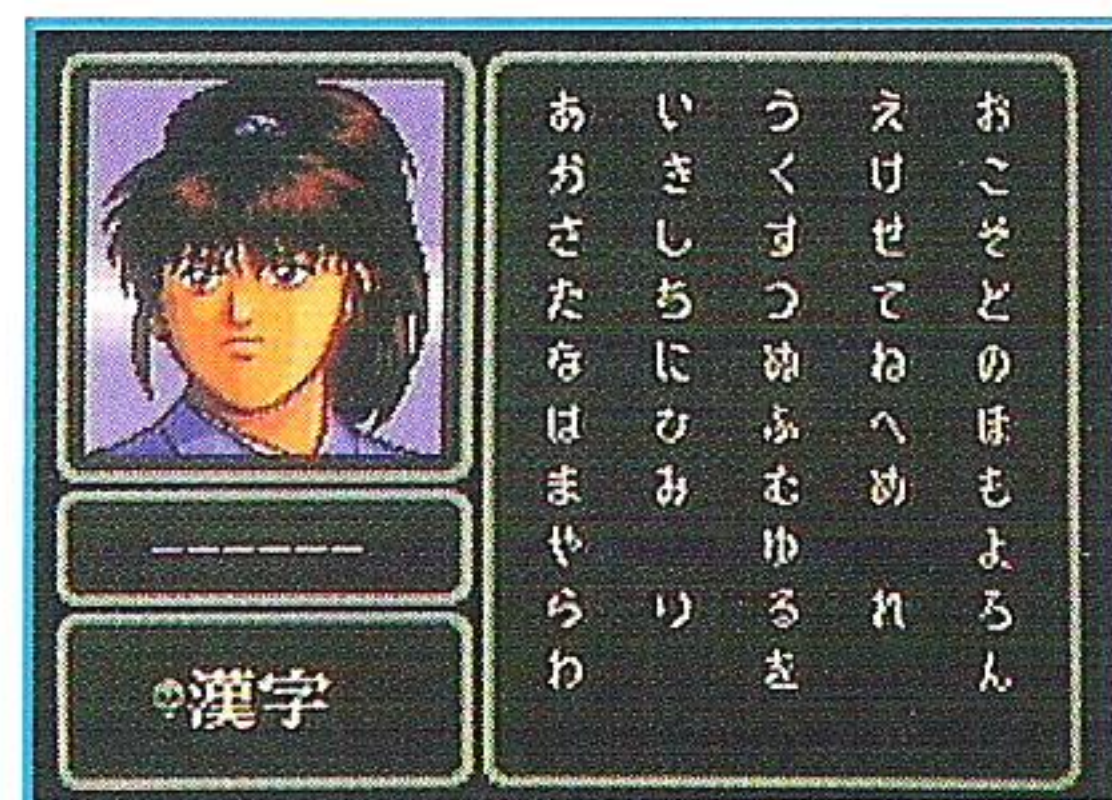 あ い う え お
か き く け こ
さ し す せ そ
た ち つ て と
な に ぬ ね の
は ひ ふ へ ほ
ま み む め も
や ゆ よ
ら り る れ ろ
わ を ん
漢字